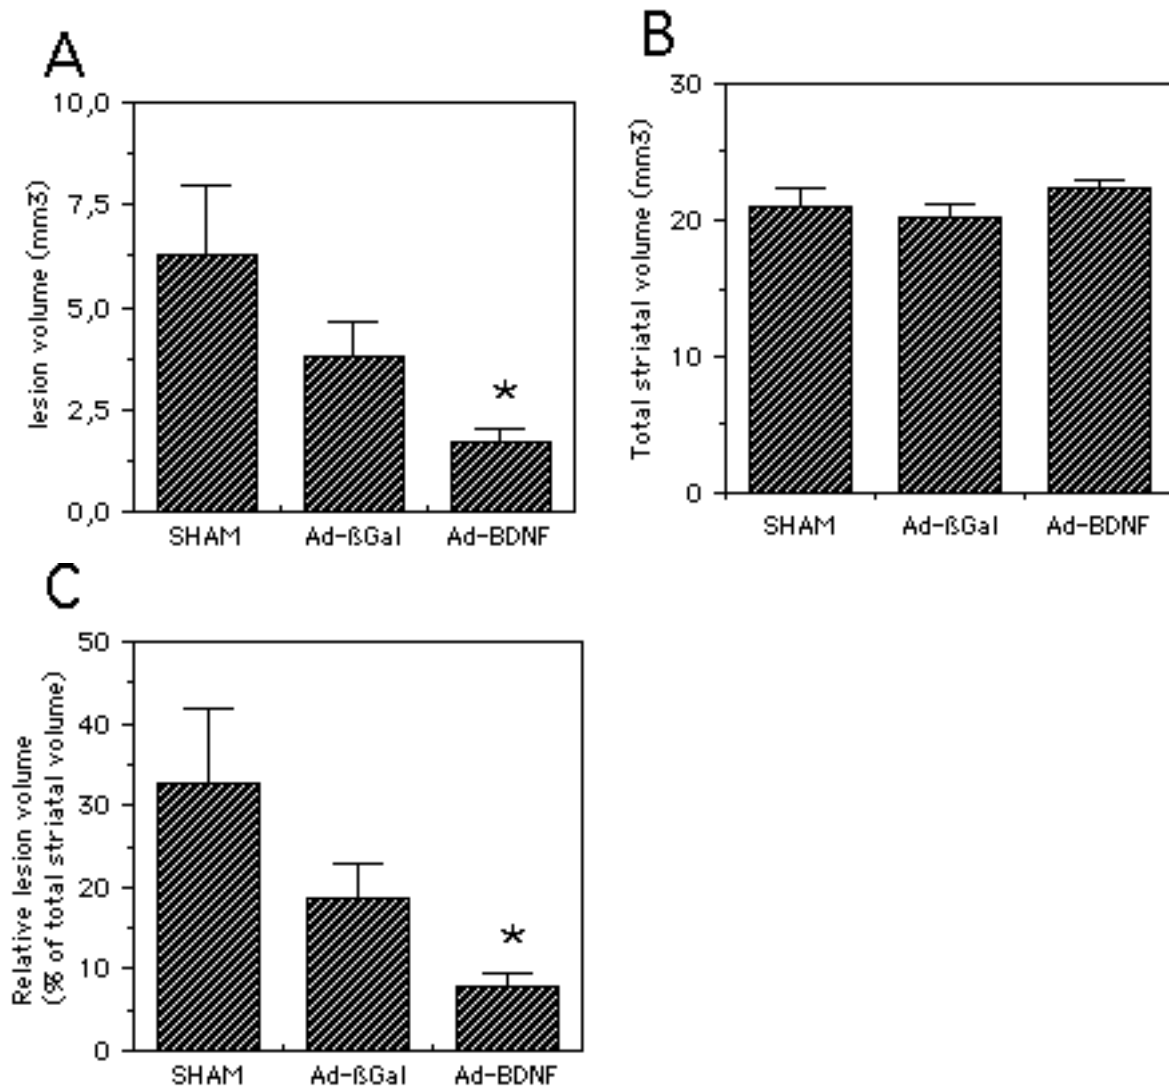 A
lesion volume (mm3)
10,0
7,5
5,0
2,5
0,0
*
SHAM Ad-ßGal Ad-BDNF
B
Total striatal volume (mm3)
30
20
10
0
SHAM Ad-ßGal Ad-BDNF
C
Relative lesion volume
(% of total striatal volume)
50
40
30
20
10
0
*
SHAM Ad-ßGal Ad-BDNF